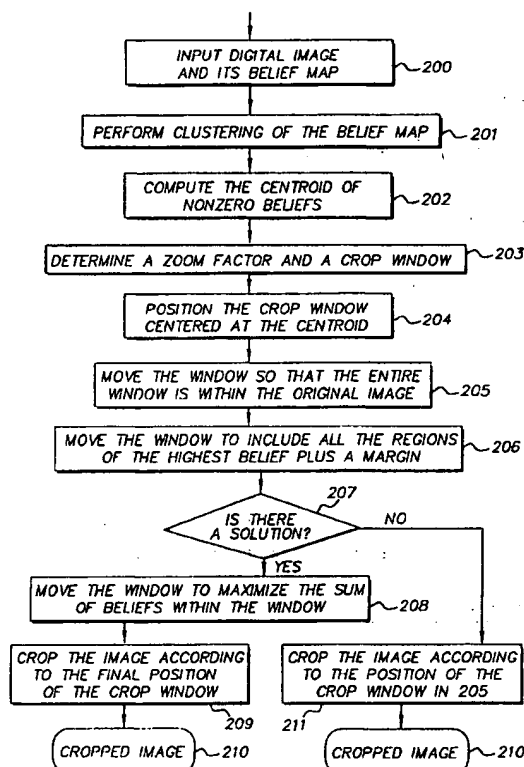 INPUT DIGITAL IMAGE
AND ITS BELIEF MAP
200
PERFORM CLUSTERING OF THE BELIEF MAP
201
COMPUTE THE CENTROID OF
NONZERO BELIEFS
202
DETERMINE A ZOOM FACTOR AND A CROP WINDOW
203
POSITION THE CROP WINDOW
CENTERED AT THE CENTROID
204
MOVE THE WINDOW SO THAT THE ENTIRE
WINDOW IS WITHIN THE ORIGINAL IMAGE
205
MOVE THE WINDOW TO INCLUDE ALL THE REGIONS
OF THE HIGHEST BELIEF PLUS A MARGIN
206
207
IS THERE
A SOLUTION?
NO
YES
MOVE THE WINDOW TO MAXIMIZE THE SUM
OF BELIEFS WITHIN THE WINDOW
208
CROP THE IMAGE ACCORDING
TO THE FINAL POSITION
OF THE CROP WINDOW
209
CROP THE IMAGE ACCORDING
TO THE POSITION OF THE
CROP WINDOW IN 205
211
CROPPED IMAGE
210
CROPPED IMAGE
210